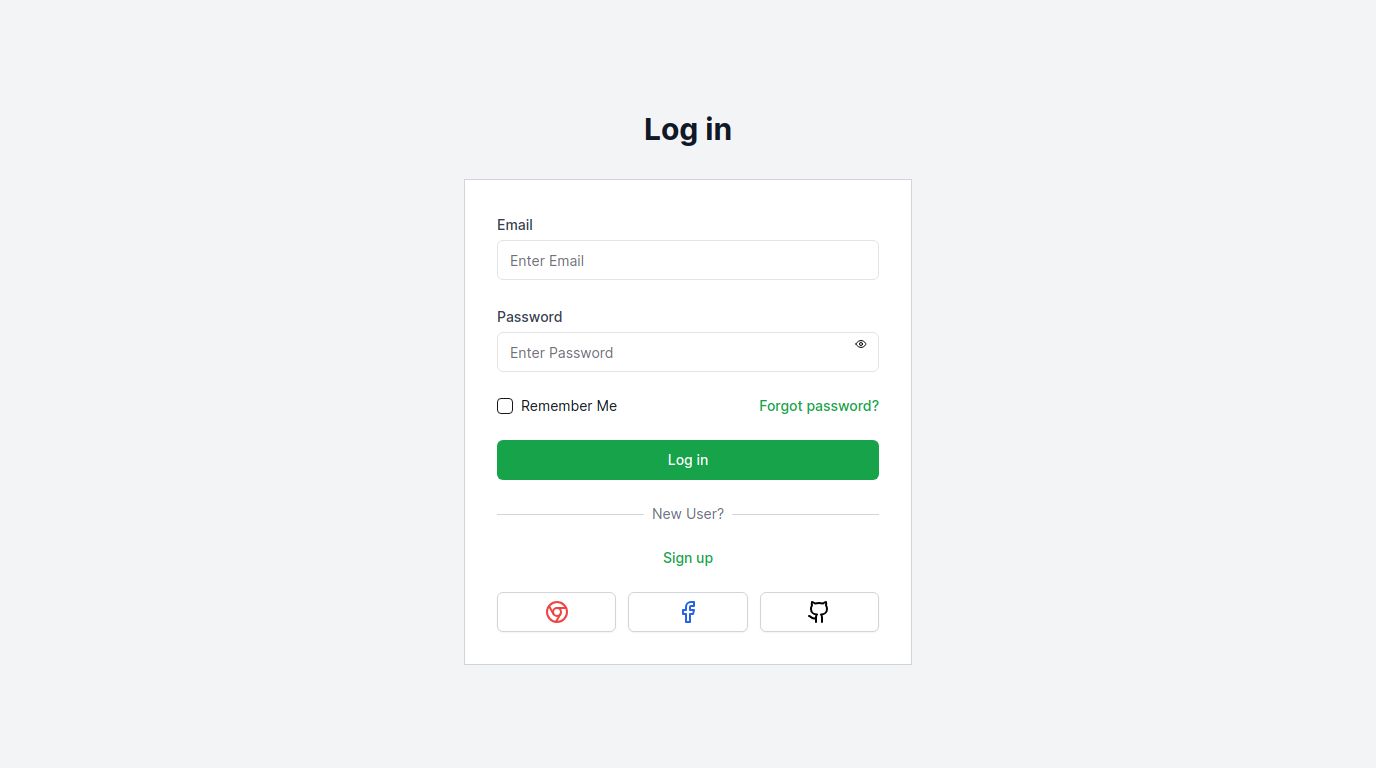 Log in
Email
Enter Email
Password
Enter Password
Remember Me Forgot password?
Log in
New User?
Sign up